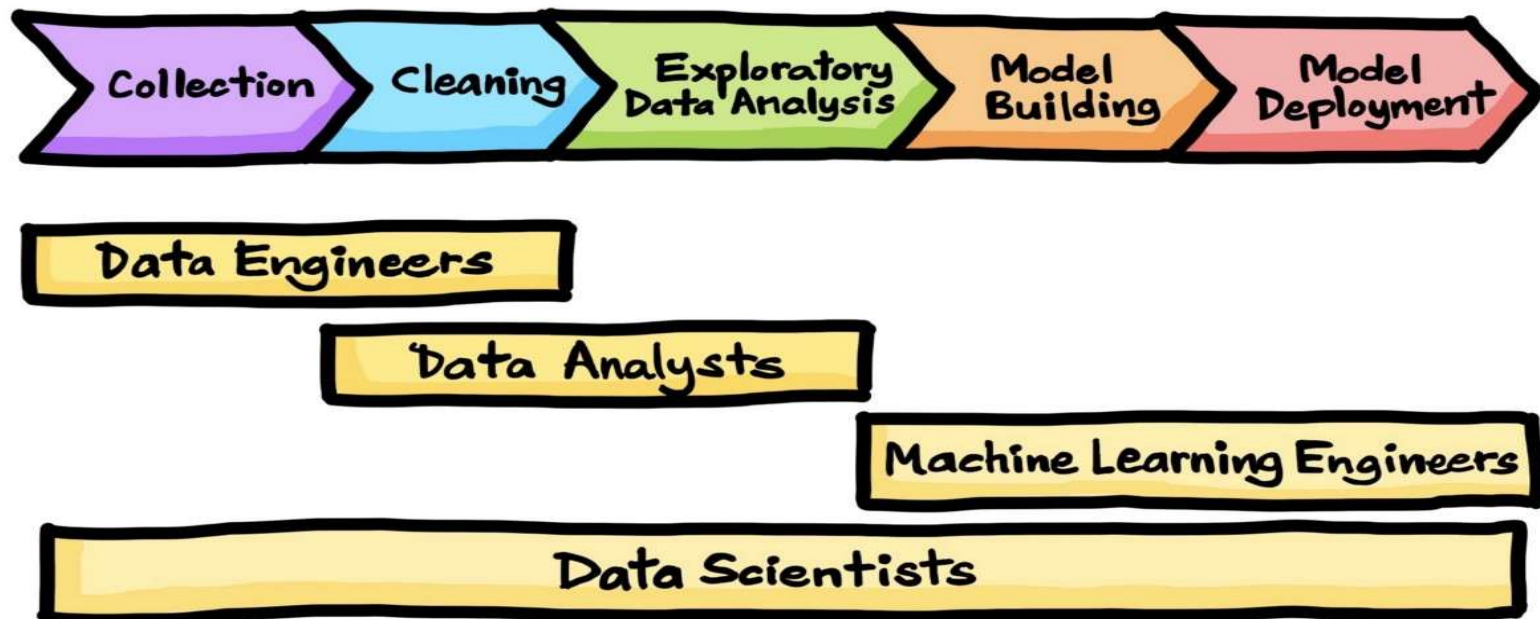 Collection
Cleaning
Exploratory
Data Analysis
Model
Building
Model
Deployment
Data Engineers
Data Analysts
Machine Learning Engineers
Data Scientists